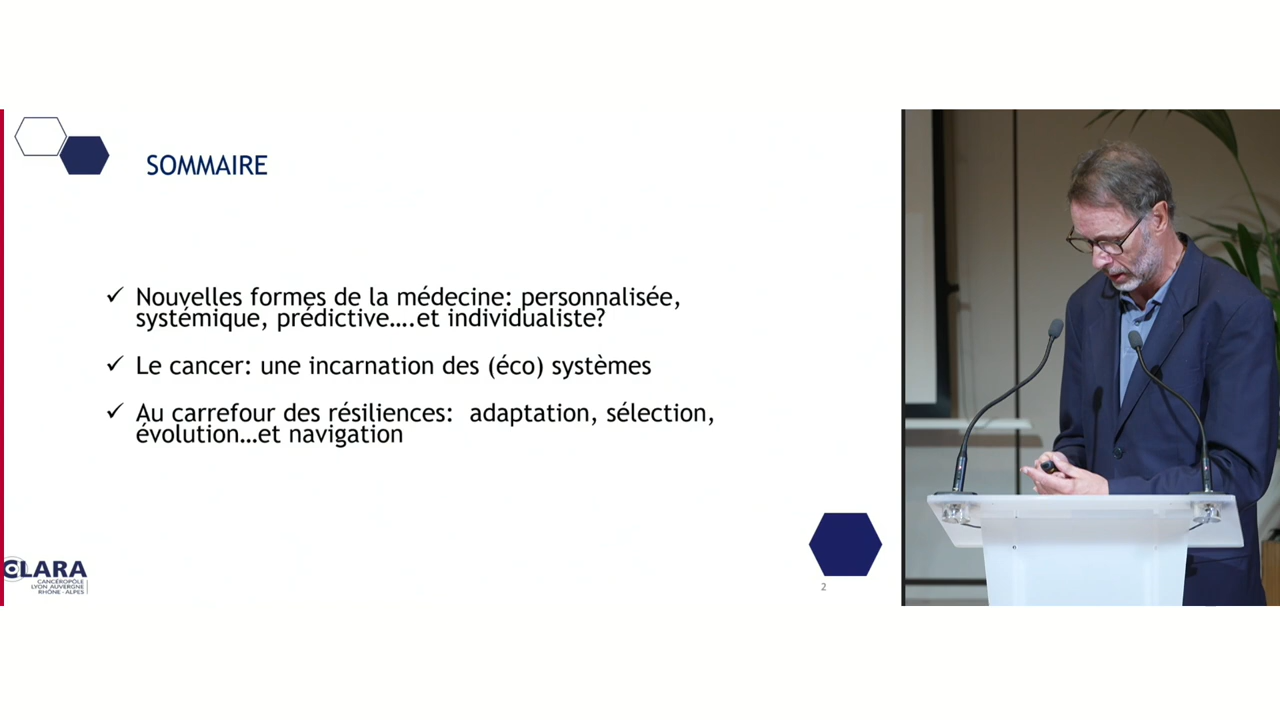 SOMMAIRE
✓ Nouvelles formes de la médecine: personnalisée,
systémique, prédictive….et individualiste?
✓ Le cancer: une incarnation des (éco) systèmes
✓ Au carrefour des résiliences:  adaptation, sélection,
évolution…et navigation
CLARA
CANCÉROPÔLE
LYON AUVERGNE
RHÔNE-ALPES
2